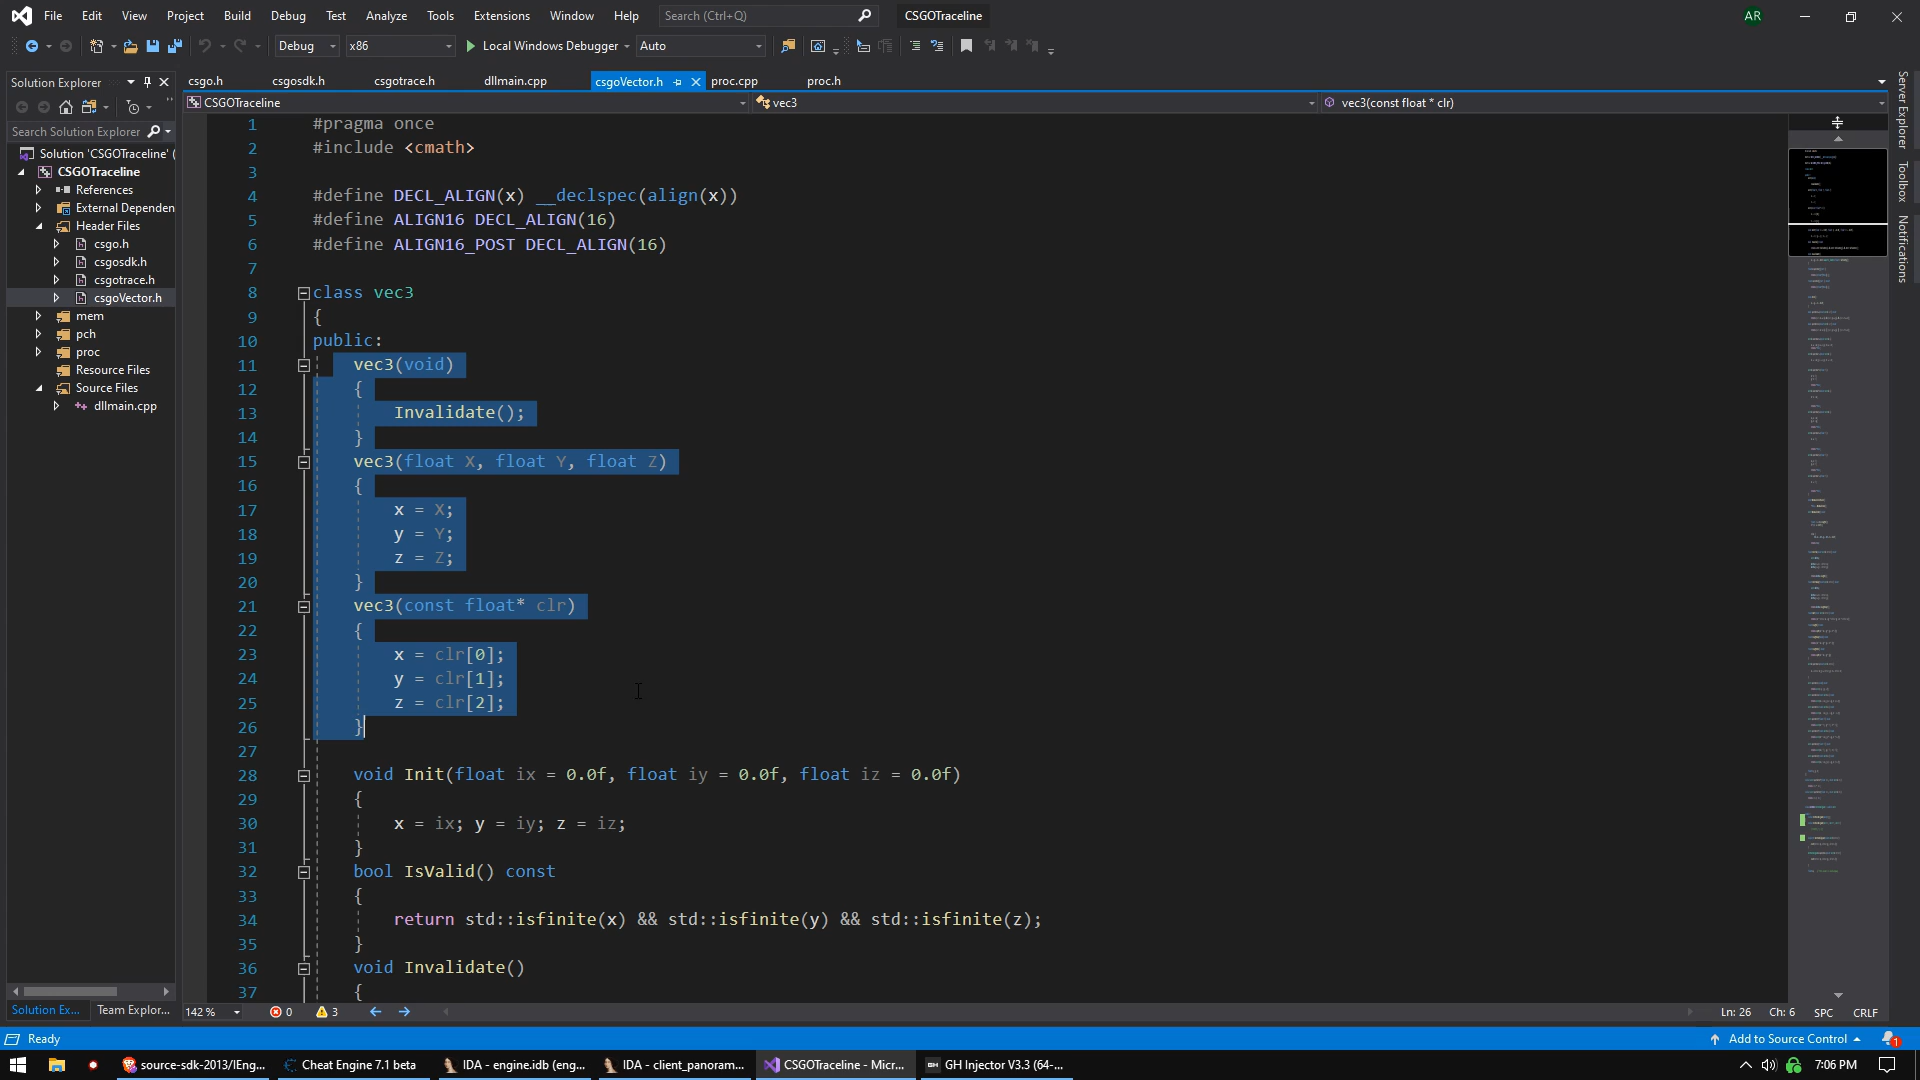 File Edit View Project Build Debug Test Analyze Tools Extensions Window Help Search (Ctrl+Q) CSGOTraceline AR
Debug x86 Local Windows Debugger Auto
Solution Explorer
Search Solution Explorer
Solution 'CSGOTraceline' (
CSGOTraceline
References
External Dependen
Header Files
csgo.h
csgosdk.h
csgotrace.h
csgoVector.h
mem
pch
proc
Resource Files
Source Files
dllmain.cpp
Solution Ex... Team Explor...
csgo.h csgosdk.h csgotrace.h dllmain.cpp csgoVector.h proc.cpp proc.h
CSGOTraceline vec3 vec3(const float * clr)
1 #pragma once
2 #include <cmath>
3
4 #define DECL_ALIGN(x) __declspec(align(x))
5 #define ALIGN16 DECL_ALIGN(16)
6 #define ALIGN16_POST DECL_ALIGN(16)
7
8 class vec3
9 {
10 public:
11 vec3(void)
12 {
13 Invalidate();
14 }
15 vec3(float X, float Y, float Z)
16 {
17 x = X;
18 y = Y;
19 z = Z;
20 }
21 vec3(const float* clr)
22 {
23 x = clr[0];
24 y = clr[1];
25 z = clr[2];
26 }
27
28 void Init(float ix = 0.0f, float iy = 0.0f, float iz = 0.0f)
29 {
30 x = ix; y = iy; z = iz;
31 }
32 bool IsValid() const
33 {
34 return std::isfinite(x) && std::isfinite(y) && std::isfinite(z);
35 }
36 void Invalidate()
37 {
142 % 0 3 Ln: 26 Ch: 6 SPC CRLF
Server Explorer
Toolbox
Notifications
Ready Add to Source Control 1
source-sdk-2013/IEng... Cheat Engine 7.1 beta IDA - engine.idb (eng... IDA - client_panoram... CSGOTraceline - Micr... GH Injector V3.3 (64-... 7:06 PM